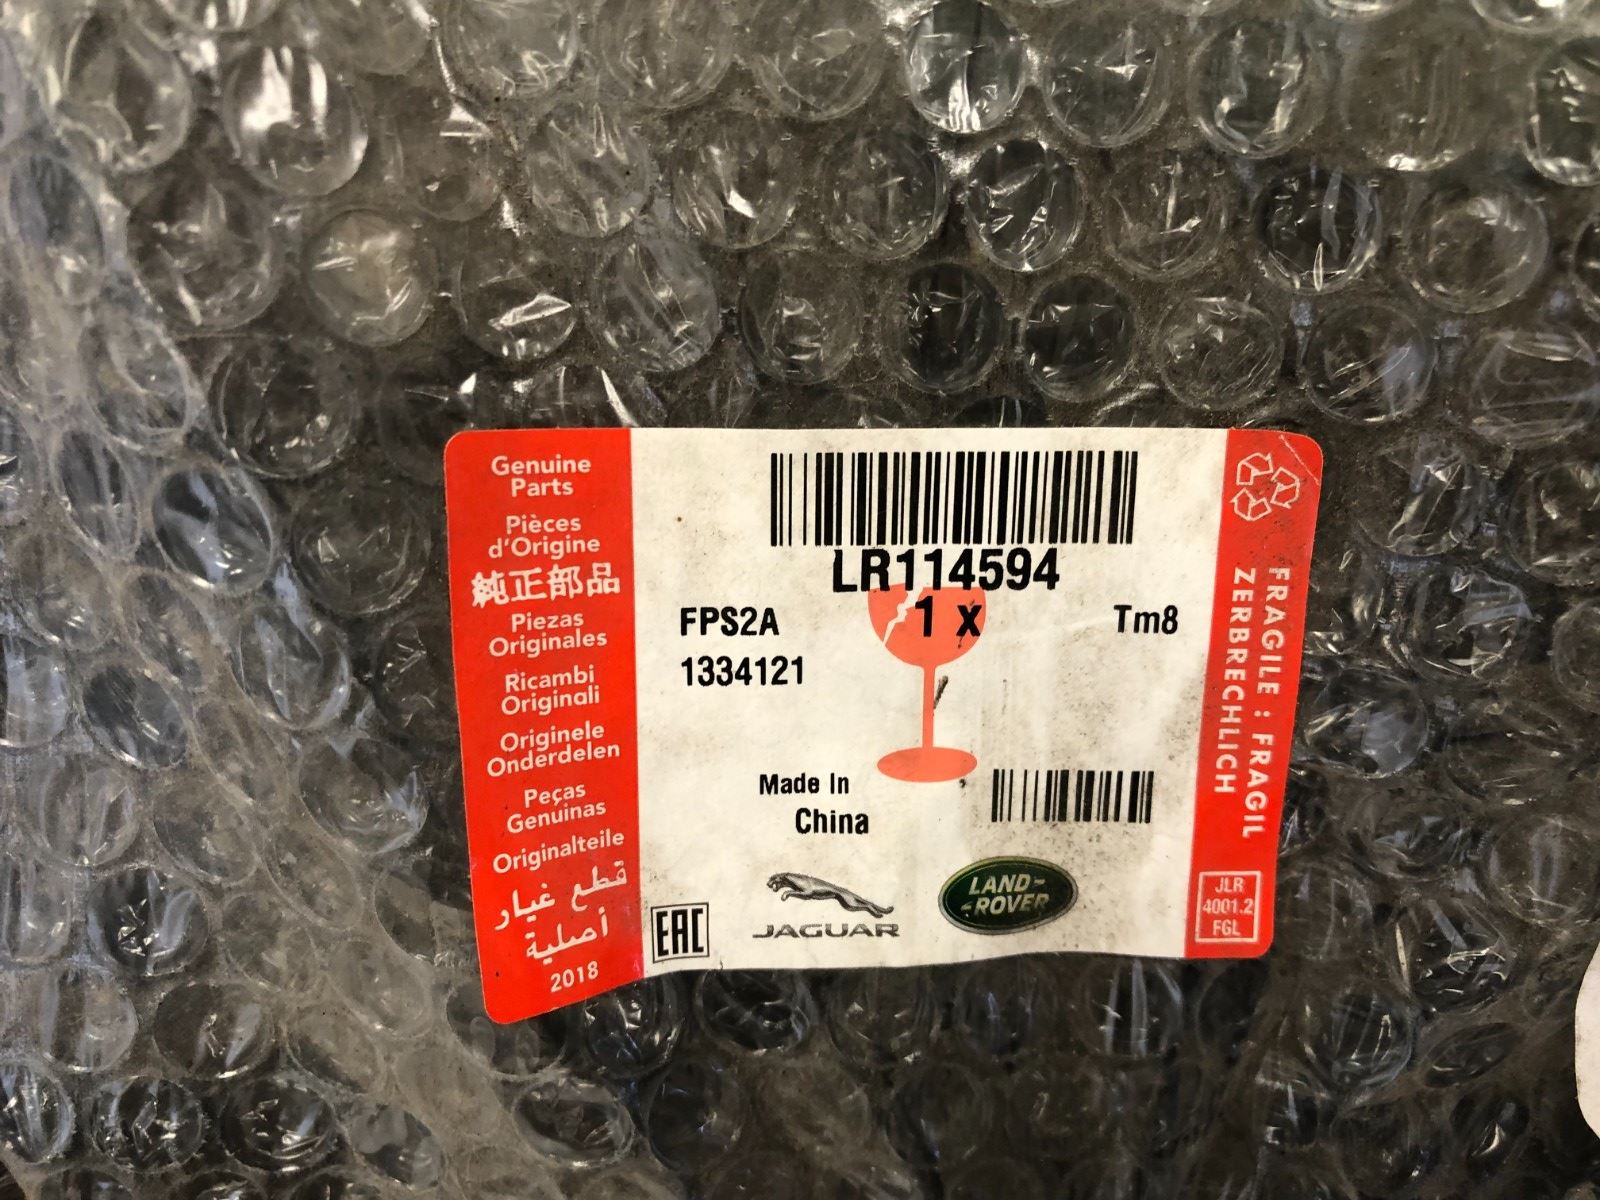 Genuine
Parts
Pièces
d'Origine
純正部品
Piezas
Originales
Ricambi
Originali
Originele
Onderdelen
Peças
Genuinas
Originalteile
قطع غيار
أصلية
2018
LR114594
FPS2A
1 x
Tm8
1334121
Made In
China
EAC
JAGUAR
LAND-
-ROVER
FRAGILE : FRAGIL
ZERBRECHLICH
JLR
4001.2
FGL